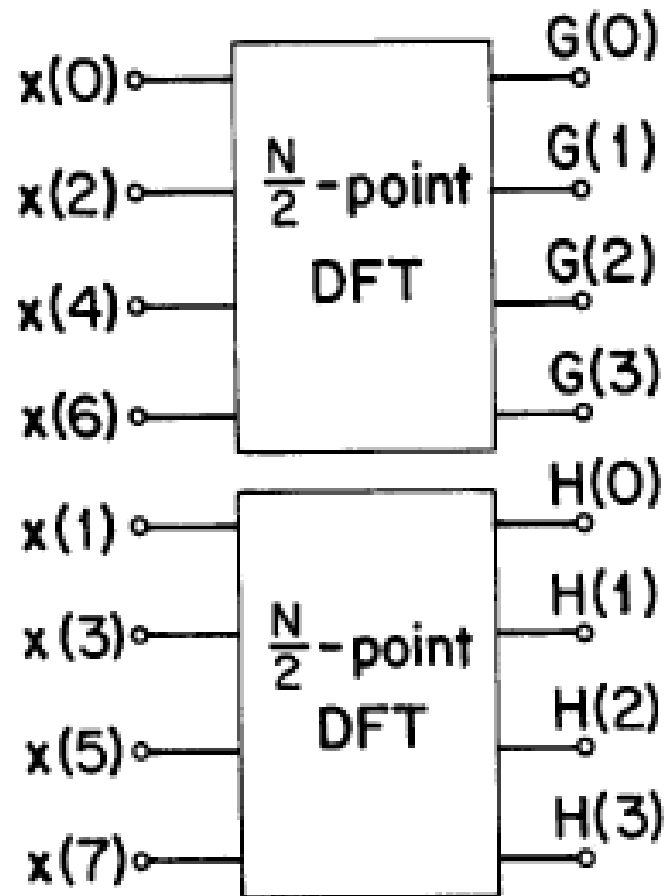 x(0)
x(2)
x(4)
x(6)
N/2-point
DFT
G(0)
G(1)
G(2)
G(3)
x(1)
x(3)
x(5)
x(7)
N/2-point
DFT
H(0)
H(1)
H(2)
H(3)